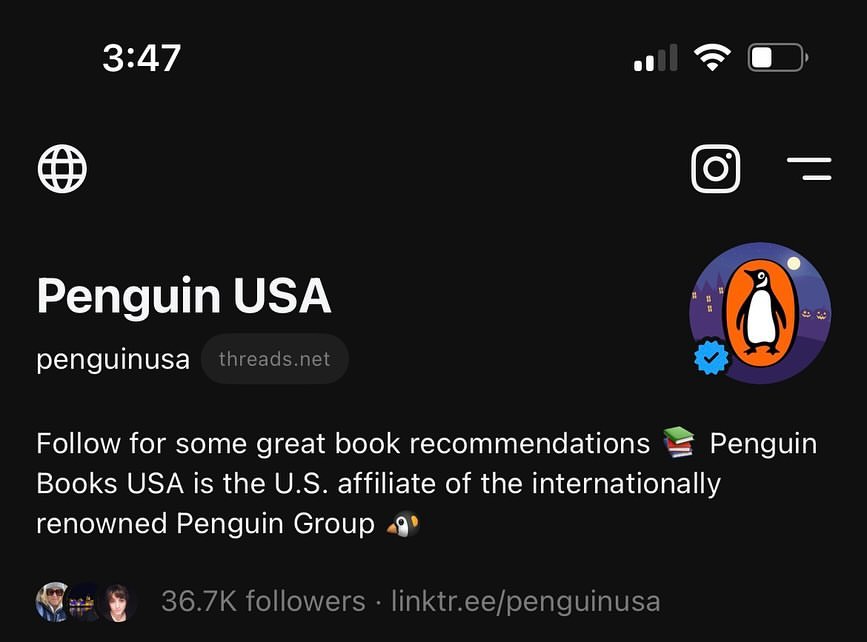 3:47
Penguin USA
penguinusa threads.net
Follow for some great book recommendations 📚 Penguin
Books USA is the U.S. affiliate of the internationally
renowned Penguin Group 🐧
36.7K followers · linktr.ee/penguinusa